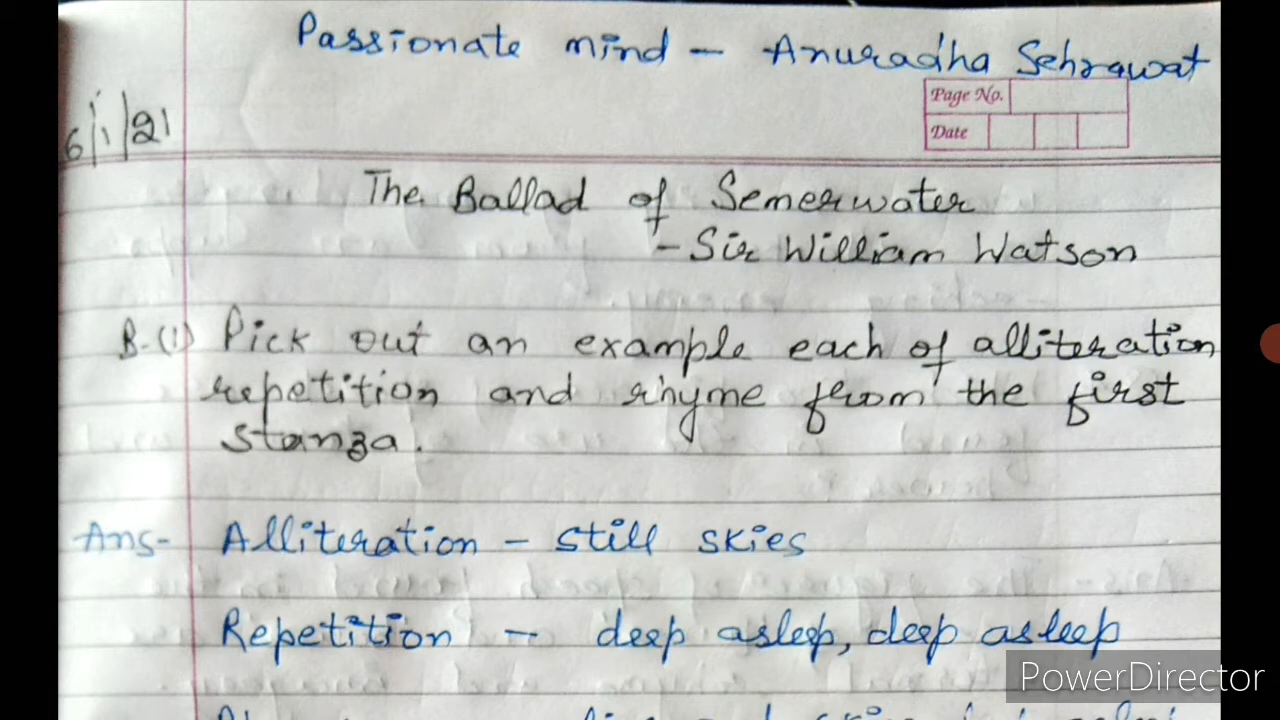 Passionate mind - Anuradha Sehrawat
Page No.
Date
6/1/21
The Ballad of Semerwater
- Sir William Watson
B.(1) Pick out an example each of alliteration,
repetition and rhyme from the first
stanza.
Ans- Alliteration - still skies
Repetition - deep asleep, deep asleep
PowerDirector